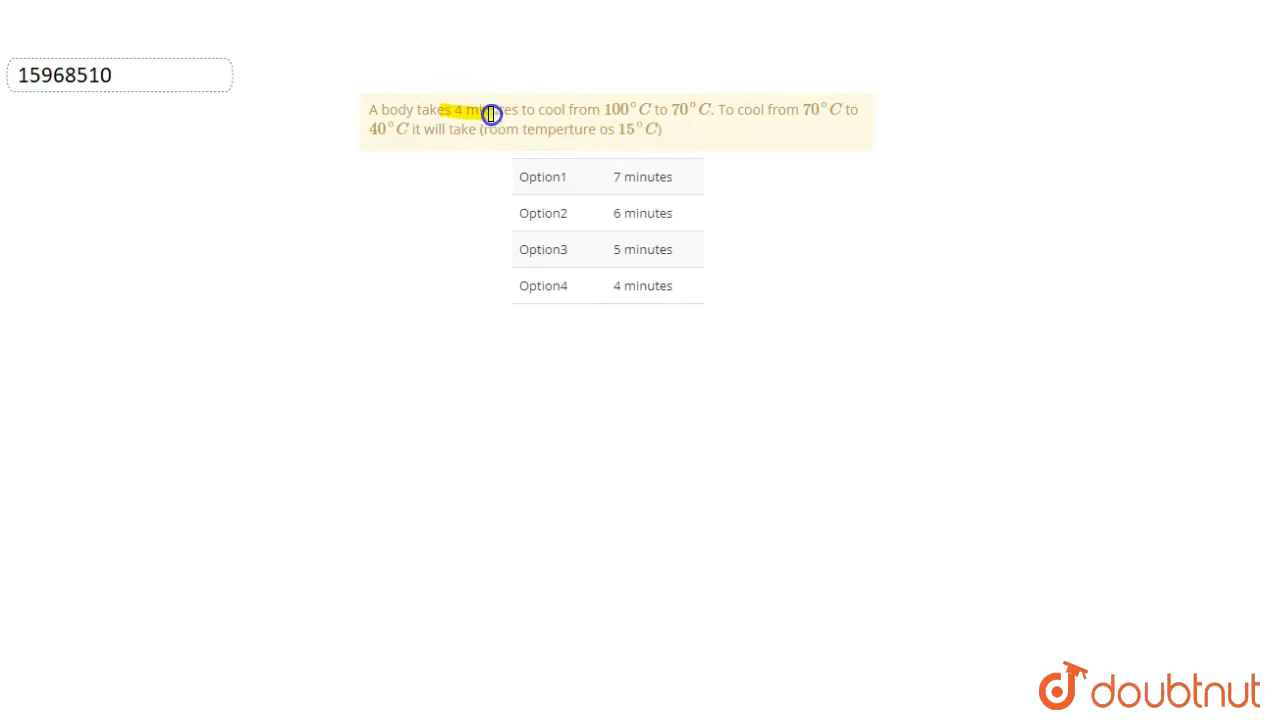 15968510
A body takes 4 minutes to cool from 100°C to 70°C. To cool from 70°C to
40°C it will take (room temperture os 15°C)
Option1 7 minutes
Option2 6 minutes
Option3 5 minutes
Option4 4 minutes
doubtnut